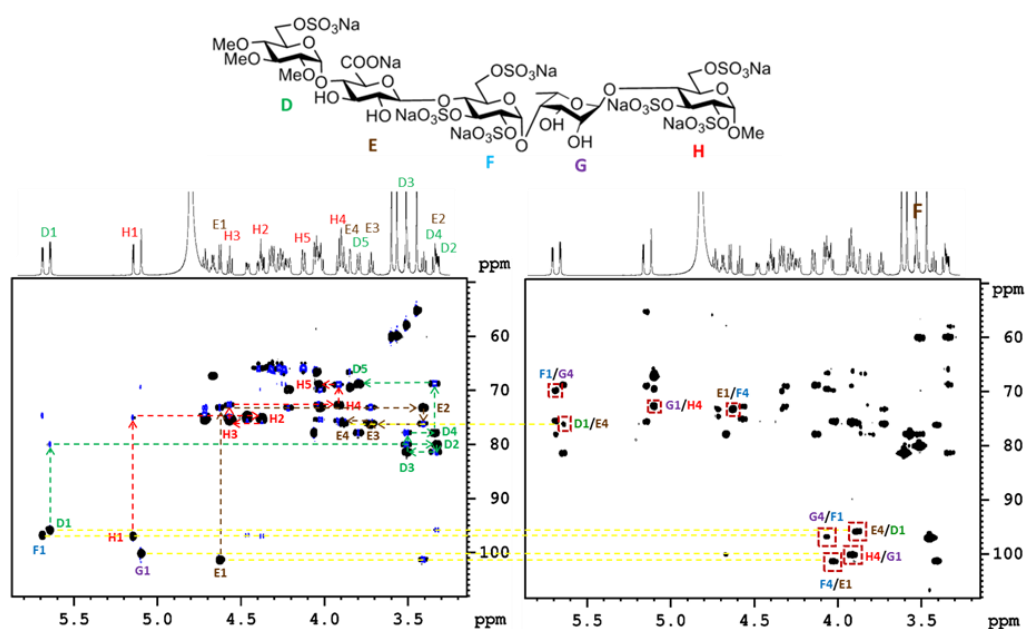 OSO₃Na
MeO
MeO
MeO
COONa
OSO₃Na
OSO₃Na
D
HO
HO
NaO₃SO
NaO₃SO
O
O
O
O
O
O
O
O
O
NaO₃SO
NaO₃SO
OMe
OH
OH
E
F
G
H
D3
D1
H1
E1
H3
H2
H5
H4
E4
D5
E3
E2
D4
D2
ppm
F
ppm
60
70
80
90
100
D5
H5
H4
E2
H2
H3
E4
E3
D4
D2
D3
D1
F1
H1
G1
E1
5.5
5.0
4.5
4.0
3.5
ppm
60
70
80
90
100
F1/G4
G1/H4
E1/F4
D1/E4
G4/F1
E4/D1
H4/G1
F4/E1
5.5
5.0
4.5
4.0
3.5
ppm